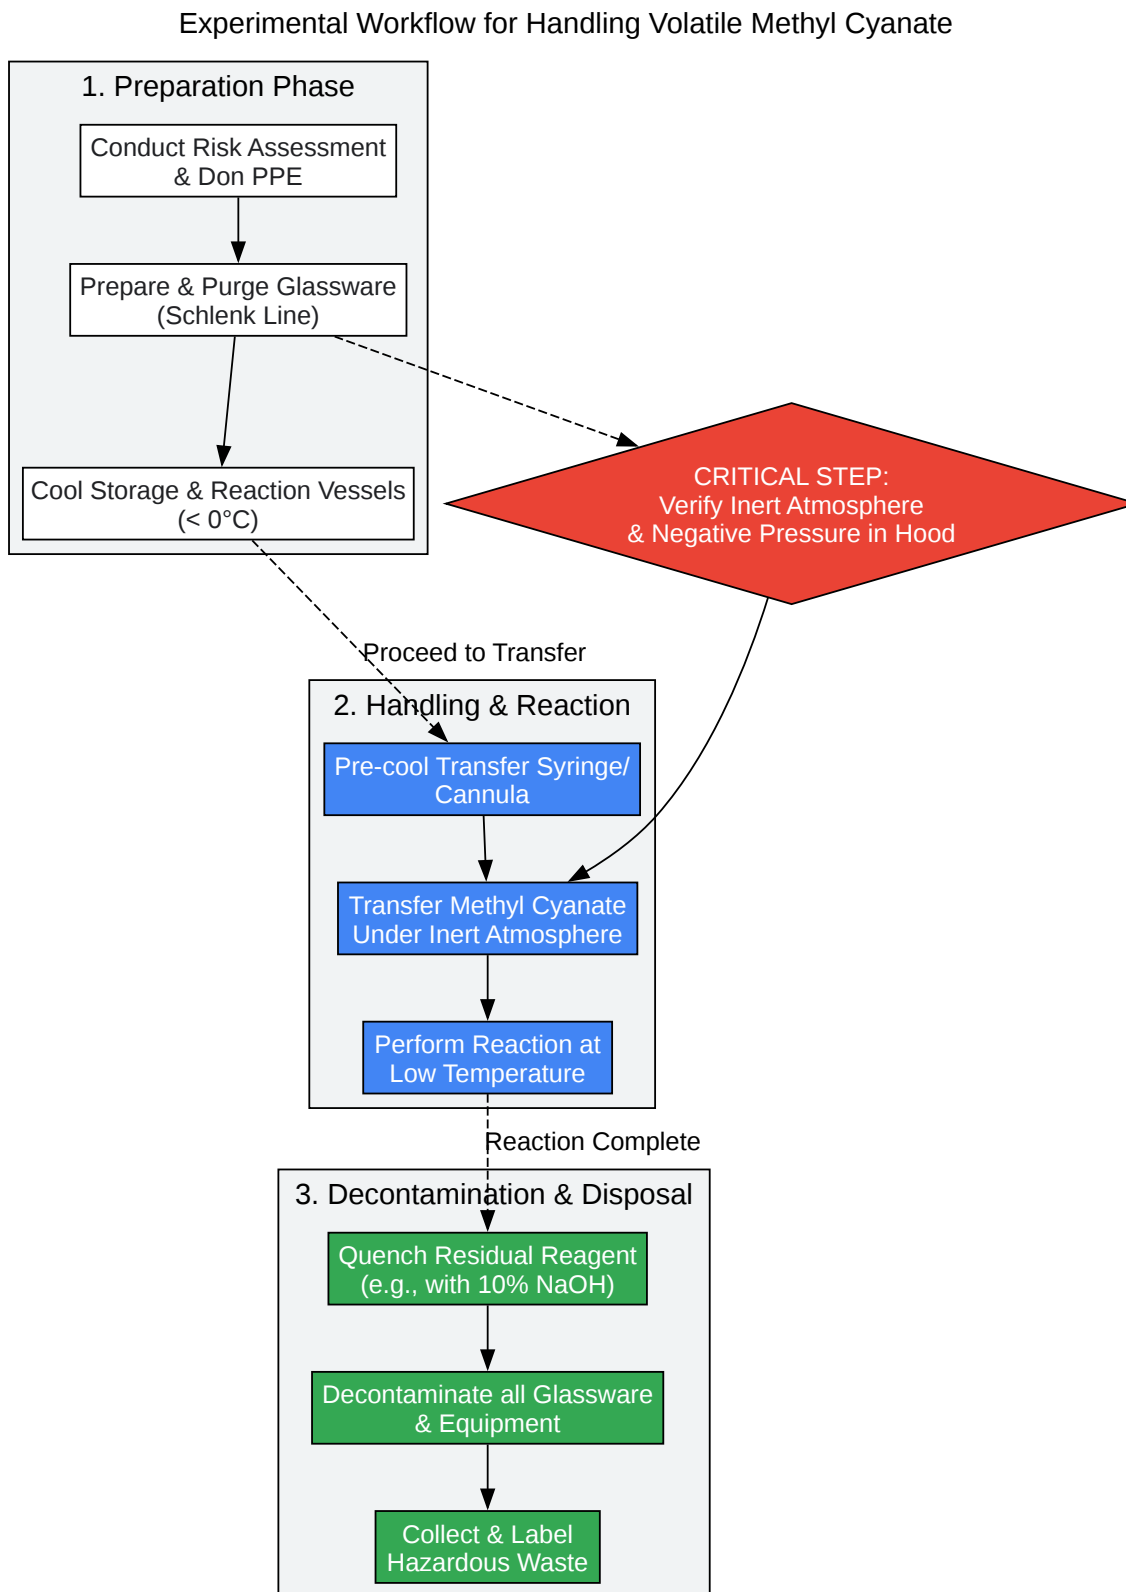 Experimental Workflow for Handling Volatile Methyl Cyanate
1. Preparation Phase
Conduct Risk Assessment
& Don PPE
Prepare & Purge Glassware
(Schlenk Line)
Cool Storage & Reaction Vessels
(< 0°C)
CRITICAL STEP:
Verify Inert Atmosphere
& Negative Pressure in Hood
Proceed to Transfer
2. Handling & Reaction
Pre-cool Transfer Syringe/
Cannula
Transfer Methyl Cyanate
Under Inert Atmosphere
Perform Reaction at
Low Temperature
Reaction Complete
3. Decontamination & Disposal
Quench Residual Reagent
(e.g., with 10% NaOH)
Decontaminate all Glassware
& Equipment
Collect & Label
Hazardous Waste